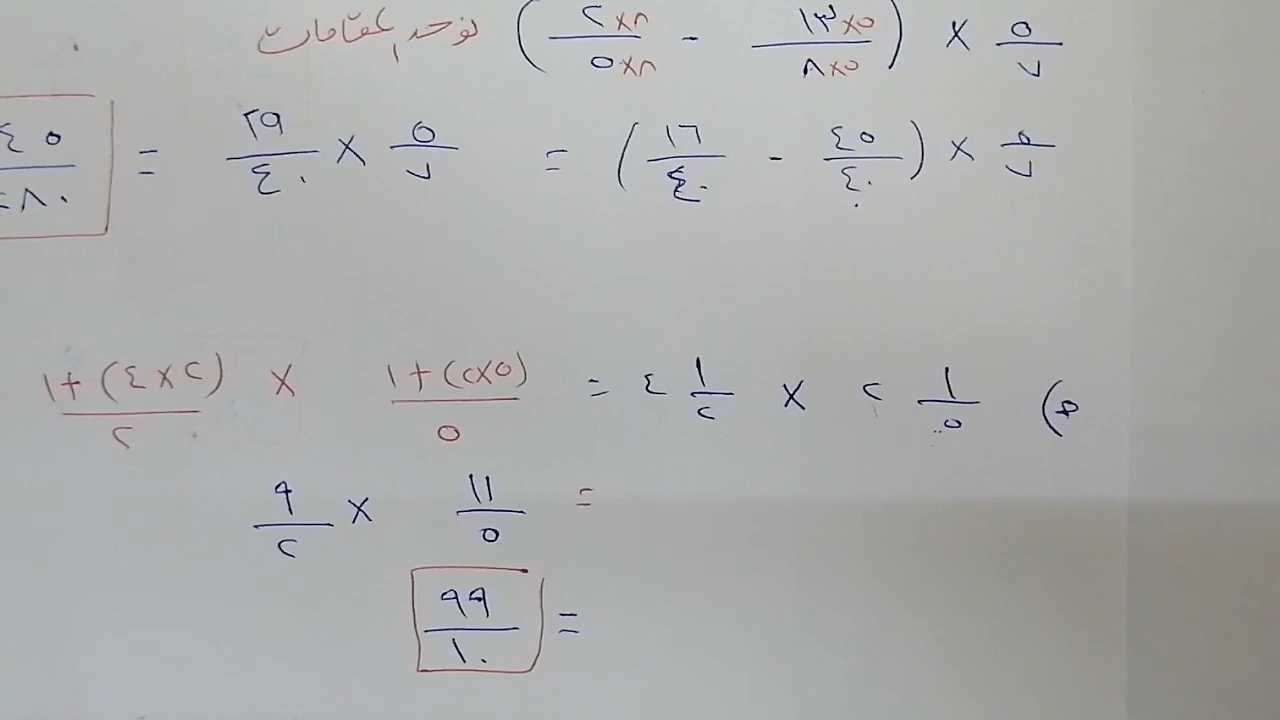 ٥/٧ × (١٣×٥/٨×٥ - ٢×٨/٥×٨) نوحد المقامات
٥/٧ × (٤٥/٤٠ - ١٦/٤٠) = ٥/٧ × ٢٩/٤٠ = ٤٥/٢٨٠
هـ) ٢ ١/٥ × ٤ ١/٢ = (٥×٢)+١/٥ × (٢×٤)+١/٢
= ١١/٥ × ٩/٢
= ٩٩/١٠